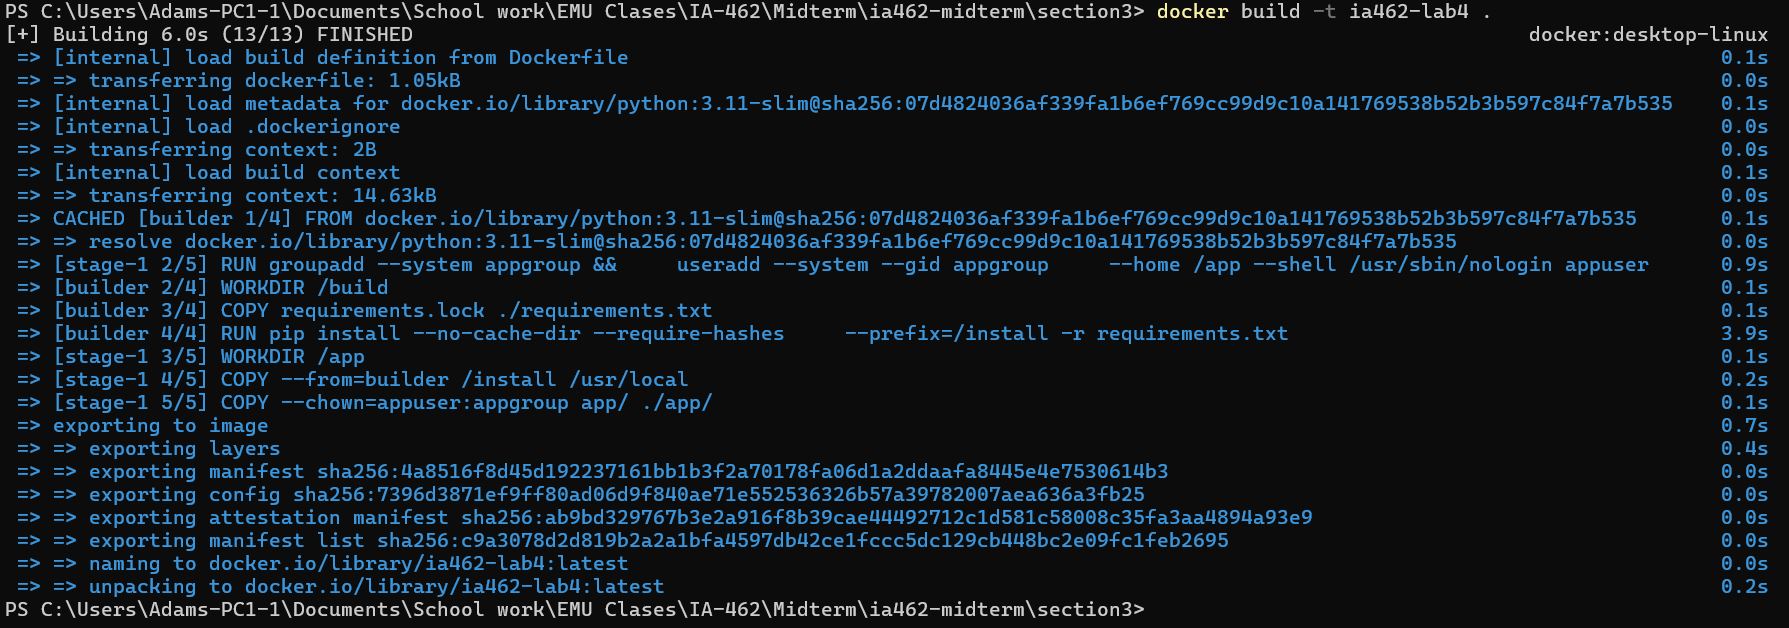 PS C:\Users\Adams-PC1-1\Documents\School work\EMU Clases\IA-462\Midterm\ia462-midterm\section3> docker build -t ia462-lab4 .
[+] Building 6.0s (13/13) FINISHED docker:desktop-linux
=> [internal] load build definition from Dockerfile 0.1s
=> => transferring dockerfile: 1.05kB 0.0s
=> [internal] load metadata for docker.io/library/python:3.11-slim@sha256:07d4824036af339fa1b6ef769cc99d9c10a141769538b52b3b597c84f7a7b535 0.1s
=> [internal] load .dockerignore 0.0s
=> => transferring context: 2B 0.0s
=> [internal] load build context 0.1s
=> => transferring context: 14.63kB 0.0s
=> CACHED [builder 1/4] FROM docker.io/library/python:3.11-slim@sha256:07d4824036af339fa1b6ef769cc99d9c10a141769538b52b3b597c84f7a7b535 0.1s
=> => resolve docker.io/library/python:3.11-slim@sha256:07d4824036af339fa1b6ef769cc99d9c10a141769538b52b3b597c84f7a7b535 0.0s
=> [stage-1 2/5] RUN groupadd --system appgroup &&     useradd --system --gid appgroup     --home /app --shell /usr/sbin/nologin appuser 0.9s
=> [builder 2/4] WORKDIR /build 0.1s
=> [builder 3/4] COPY requirements.lock ./requirements.txt 0.1s
=> [builder 4/4] RUN pip install --no-cache-dir --require-hashes     --prefix=/install -r requirements.txt 3.9s
=> [stage-1 3/5] WORKDIR /app 0.1s
=> [stage-1 4/5] COPY --from=builder /install /usr/local 0.2s
=> [stage-1 5/5] COPY --chown=appuser:appgroup app/ ./app/ 0.1s
=> exporting to image 0.7s
=> => exporting layers 0.4s
=> => exporting manifest sha256:4a8516f8d45d192237161bb1b3f2a70178fa06d1a2ddaafa8445e4e7530614b3 0.0s
=> => exporting config sha256:7396d3871ef9ff80ad06d9f840ae71e552536326b57a39782007aea636a3fb25 0.0s
=> => exporting attestation manifest sha256:ab9bd329767b3e2a916f8b39cae44492712c1d581c58008c35fa3aa4894a93e9 0.0s
=> => exporting manifest list sha256:c9a3078d2d819b2a2a1bfa4597db42ce1fccc5dc129cb448bc2e09fc1feb2695 0.0s
=> => naming to docker.io/library/ia462-lab4:latest 0.0s
=> => unpacking to docker.io/library/ia462-lab4:latest 0.2s
PS C:\Users\Adams-PC1-1\Documents\School work\EMU Clases\IA-462\Midterm\ia462-midterm\section3>